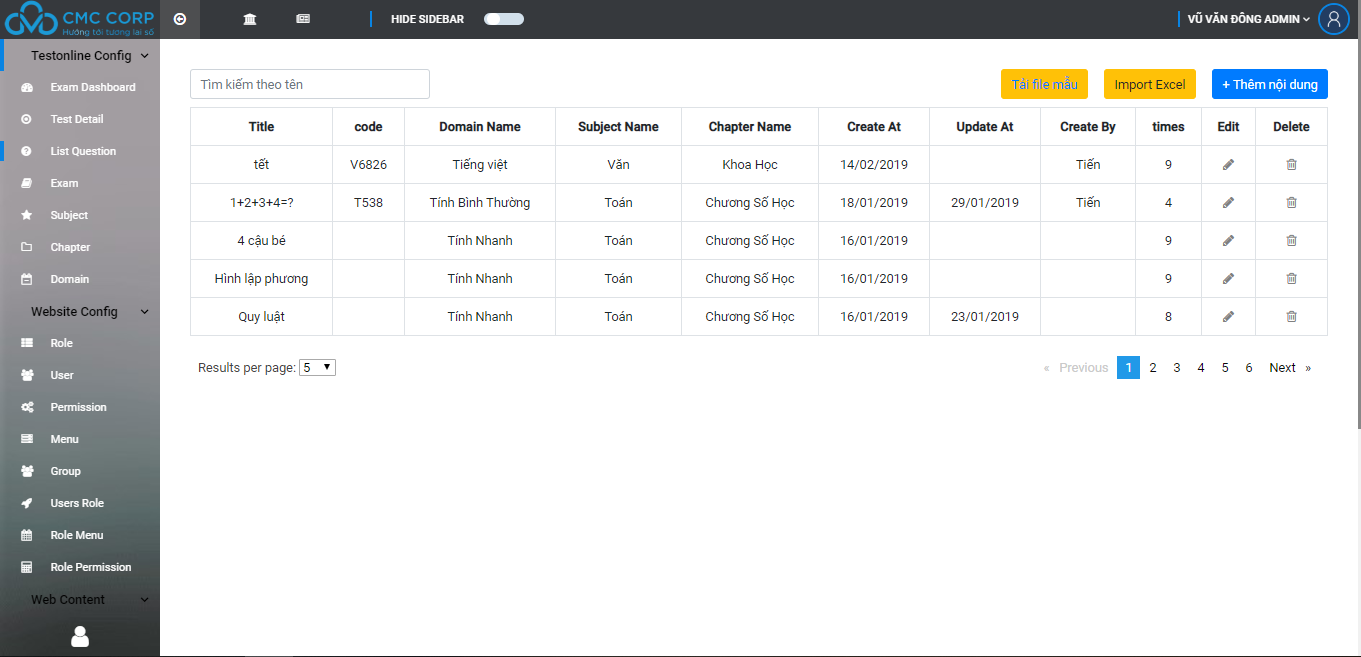 CMC CORP
Hướng tới tương lai số
HIDE SIDEBAR
VŨ VĂN ĐÔNG ADMIN
Testonline Config
Exam Dashboard
Test Detail
List Question
Exam
Subject
Chapter
Domain
Website Config
Role
User
Permission
Menu
Group
Users Role
Role Menu
Role Permission
Web Content
Tìm kiếm theo tên
Tải file mẫu
Import Excel
+ Thêm nội dung
Title code Domain Name Subject Name Chapter Name Create At Update At Create By times Edit Delete
tết V6826 Tiếng việt Văn Khoa Học 14/02/2019 Tiến 9
1+2+3+4=? T538 Tính Bình Thường Toán Chương Số Học 18/01/2019 29/01/2019 Tiến 4
4 cậu bé Tính Nhanh Toán Chương Số Học 16/01/2019 9
Hình lập phương Tính Nhanh Toán Chương Số Học 16/01/2019 9
Quy luật Tính Nhanh Toán Chương Số Học 16/01/2019 23/01/2019 8
Results per page: 5
« Previous 1 2 3 4 5 6 Next »